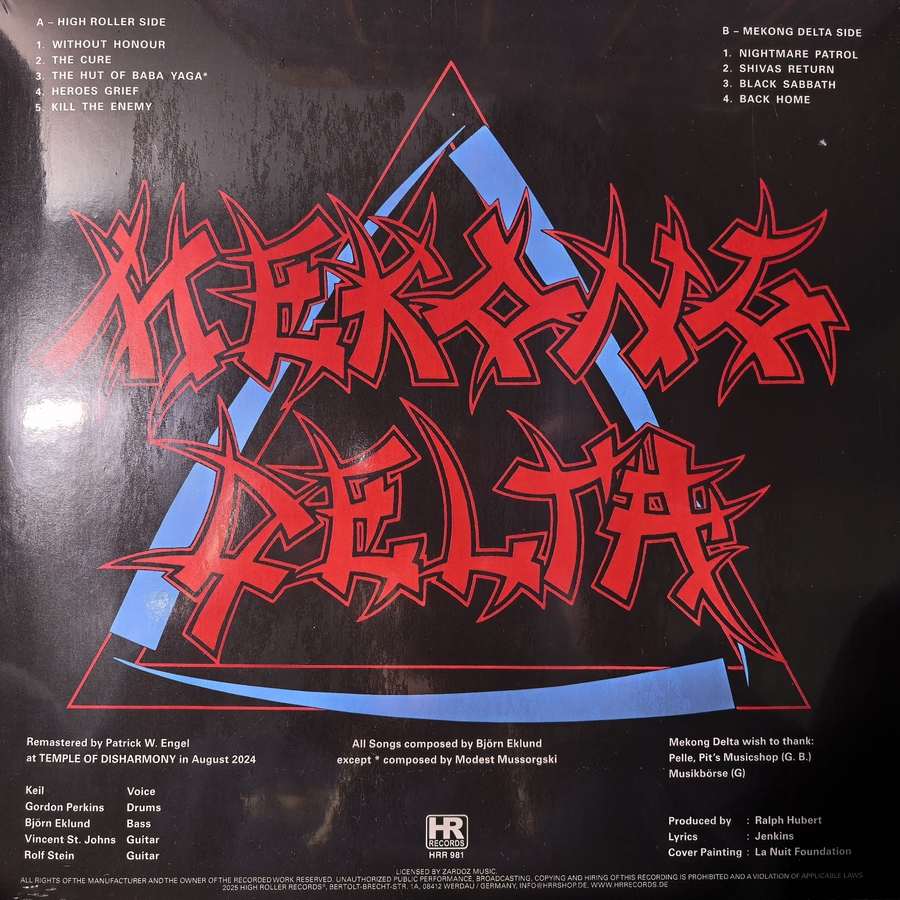 A – HIGH ROLLER SIDE
1. WITHOUT HONOUR
2. THE CURE
3. THE HUT OF BABA YAGA*
4. HEROES GRIEF
5. KILL THE ENEMY
B – MEKONG DELTA SIDE
1. NIGHTMARE PATROL
2. SHIVAS RETURN
3. BLACK SABBATH
4. BACK HOME
MEKONG
DELTA
Remastered by Patrick W. Engel
at TEMPLE OF DISHARMONY in August 2024
All Songs composed by Björn Eklund
except * composed by Modest Mussorgski
Mekong Delta wish to thank:
Pelle, Pit's Musicshop (G. B.)
Musikbörse (G)
Keil Voice
Gordon Perkins Drums
Björn Eklund Bass
Vincent St. Johns Guitar
Rolf Stein Guitar
HR
RECORDS
HRR 981
Produced by : Ralph Hubert
Lyrics : Jenkins
Cover Painting : La Nuit Foundation
LICENSED BY ZARDOZ MUSIC.
ALL RIGHTS OF THE MANUFACTURER AND THE OWNER OF THE RECORDED WORK RESERVED. UNAUTHORIZED PUBLIC PERFORMANCE, BROADCASTING, COPYING AND HIRING OF THIS RECORDING IS PROHIBITED AND A VIOLATION OF APPLICABLE LAWS.
2025 HIGH ROLLER RECORDS®, BERTOLT-BRECHT-STR. 1A, 08412 WERDAU / GERMANY, INFO@HRRSHOP.DE, WWW.HRRECORDS.DE